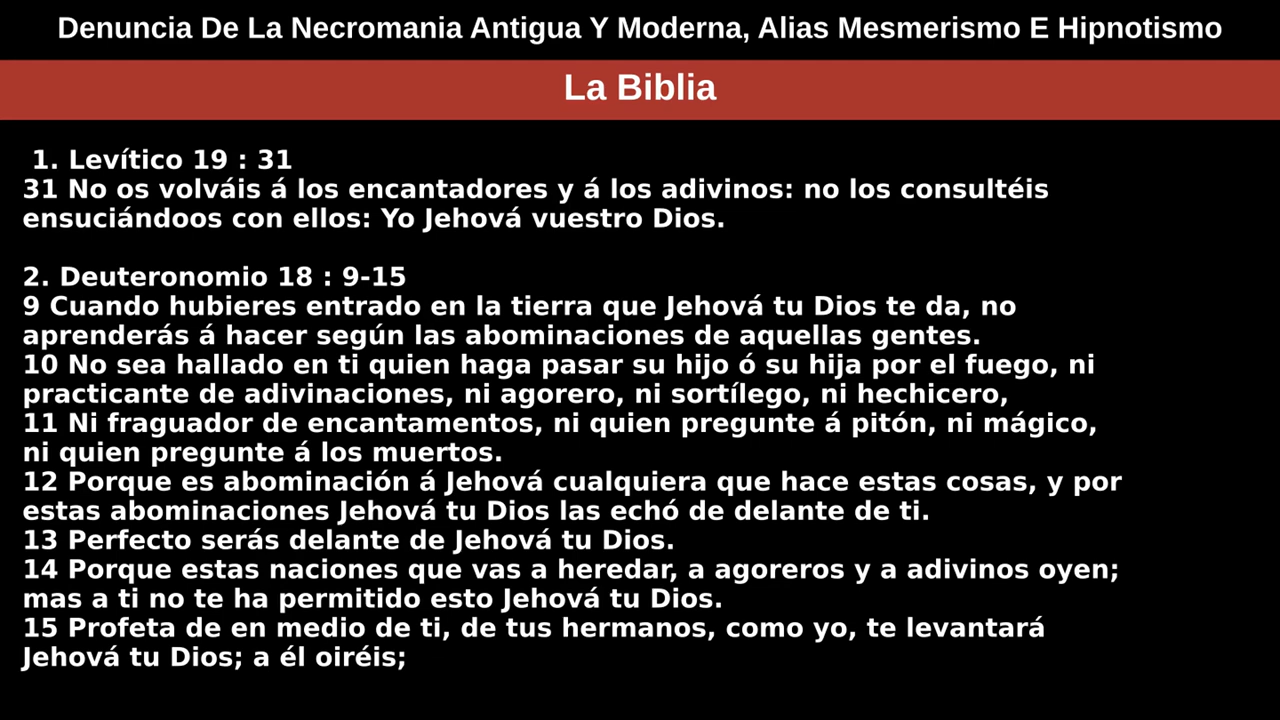 Denuncia De La Necromania Antigua Y Moderna, Alias Mesmerismo E Hipnotismo
La Biblia
1. Levítico 19 : 31
31 No os volváis á los encantadores y á los adivinos: no los consultéis
ensuciándoos con ellos: Yo Jehová vuestro Dios.
2. Deuteronomio 18 : 9-15
9 Cuando hubieres entrado en la tierra que Jehová tu Dios te da, no
aprenderás á hacer según las abominaciones de aquellas gentes.
10 No sea hallado en ti quien haga pasar su hijo ó su hija por el fuego, ni
practicante de adivinaciones, ni agorero, ni sortílego, ni hechicero,
11 Ni fraguador de encantamentos, ni quien pregunte á pitón, ni mágico,
ni quien pregunte á los muertos.
12 Porque es abominación á Jehová cualquiera que hace estas cosas, y por
estas abominaciones Jehová tu Dios las echó de delante de ti.
13 Perfecto serás delante de Jehová tu Dios.
14 Porque estas naciones que vas a heredar, a agoreros y a adivinos oyen;
mas a ti no te ha permitido esto Jehová tu Dios.
15 Profeta de en medio de ti, de tus hermanos, como yo, te levantará
Jehová tu Dios; a él oiréis;